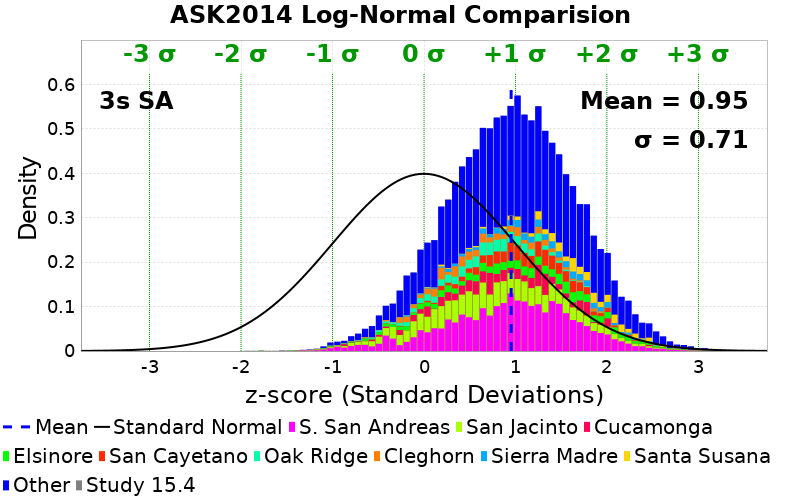 ASK2014 Log-Normal Comparision
-3 σ -2 σ -1 σ 0 σ +1 σ +2 σ +3 σ
3s SA
Mean = 0.95
σ = 0.71
Density
0.6
0.5
0.4
0.3
0.2
0.1
0
-3 -2 -1 0 1 2 3
z-score (Standard Deviations)
Mean Standard Normal S. San Andreas San Jacinto Cucamonga
Elsinore San Cayetano Oak Ridge Cleghorn Sierra Madre Santa Susana
Other Study 15.4